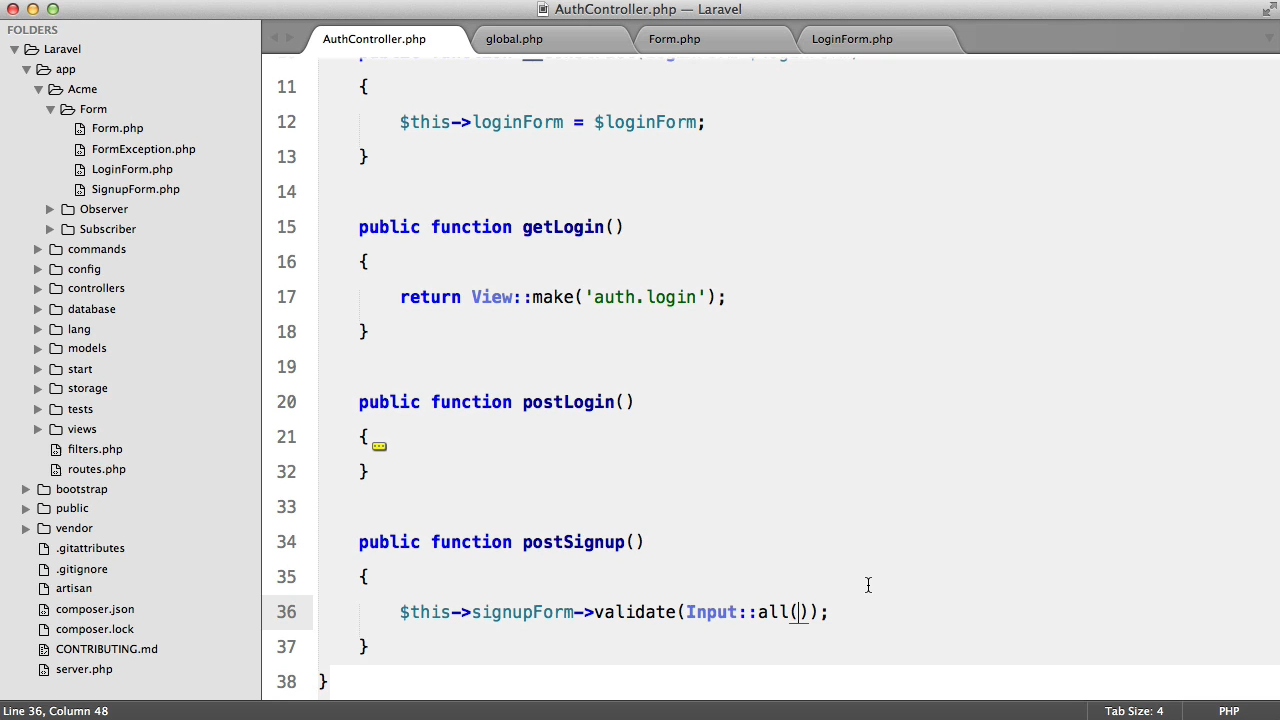 AuthController.php — Laravel
FOLDERS
Laravel
app
Acme
Form
Form.php
FormException.php
LoginForm.php
SignupForm.php
Observer
Subscriber
commands
config
controllers
database
lang
models
start
storage
tests
views
filters.php
routes.php
bootstrap
public
vendor
.gitattributes
.gitignore
artisan
composer.json
composer.lock
CONTRIBUTING.md
server.php
AuthController.php global.php Form.php LoginForm.php
11 {
12 $this->loginForm = $loginForm;
13 }
14
15 public function getLogin()
16 {
17 return View::make('auth.login');
18 }
19
20 public function postLogin()
21 {
32 }
33
34 public function postSignup()
35 {
36 $this->signupForm->validate(Input::all());
37 }
38 }
Line 36, Column 48 Tab Size: 4 PHP